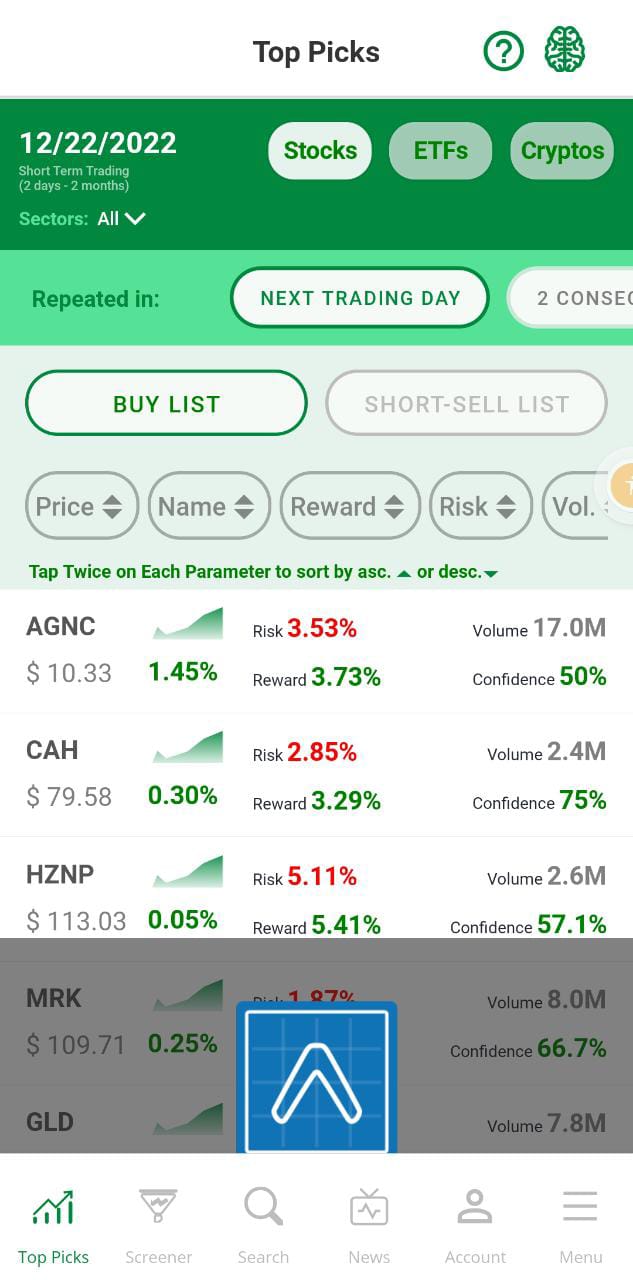 Top Picks
12/22/2022
Stocks
ETFs
Cryptos
Short Term Trading
(2 days - 2 months)
Sectors: All
Repeated in:
NEXT TRADING DAY
2 CONSEC
BUY LIST
SHORT-SELL LIST
Price
Name
Reward
Risk
Vol.
Tap Twice on Each Parameter to sort by asc. or desc.
AGNC
Risk 3.53%
Volume 17.0M
$ 10.33
1.45%
Reward 3.73%
Confidence 50%
CAH
Risk 2.85%
Volume 2.4M
$ 79.58
0.30%
Reward 3.29%
Confidence 75%
HZNP
Risk 5.11%
Volume 2.6M
$ 113.03
0.05%
Reward 5.41%
Confidence 57.1%
MRK
Risk 1.87%
Volume 8.0M
$ 109.71
0.25%
Confidence 66.7%
GLD
Volume 7.8M
Top Picks
Screener
Search
News
Account
Menu